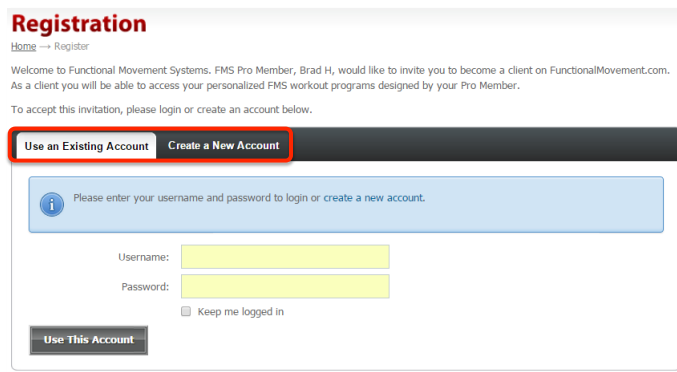 Registration
Home → Register
Welcome to Functional Movement Systems. FMS Pro Member, Brad H, would like to invite you to become a client on FunctionalMovement.com.
As a client you will be able to access your personalized FMS workout programs designed by your Pro Member.
To accept this invitation, please login or create an account below.
Use an Existing Account Create a New Account
Please enter your username and password to login or create a new account.
Username:
Password:
Keep me logged in
Use This Account